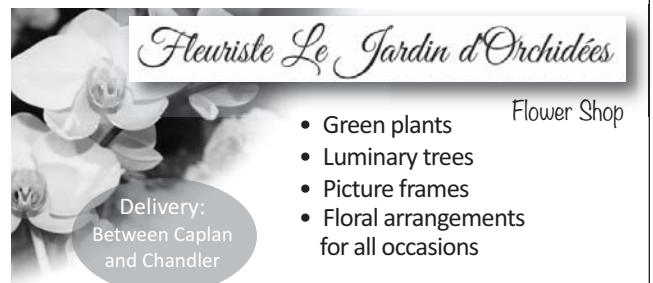 Fleuriste Le Jardin d'Orchidées
Flower Shop
• Green plants
• Luminary trees
• Picture frames
• Floral arrangements
for all occasions
Delivery:
Between Caplan
and Chandler